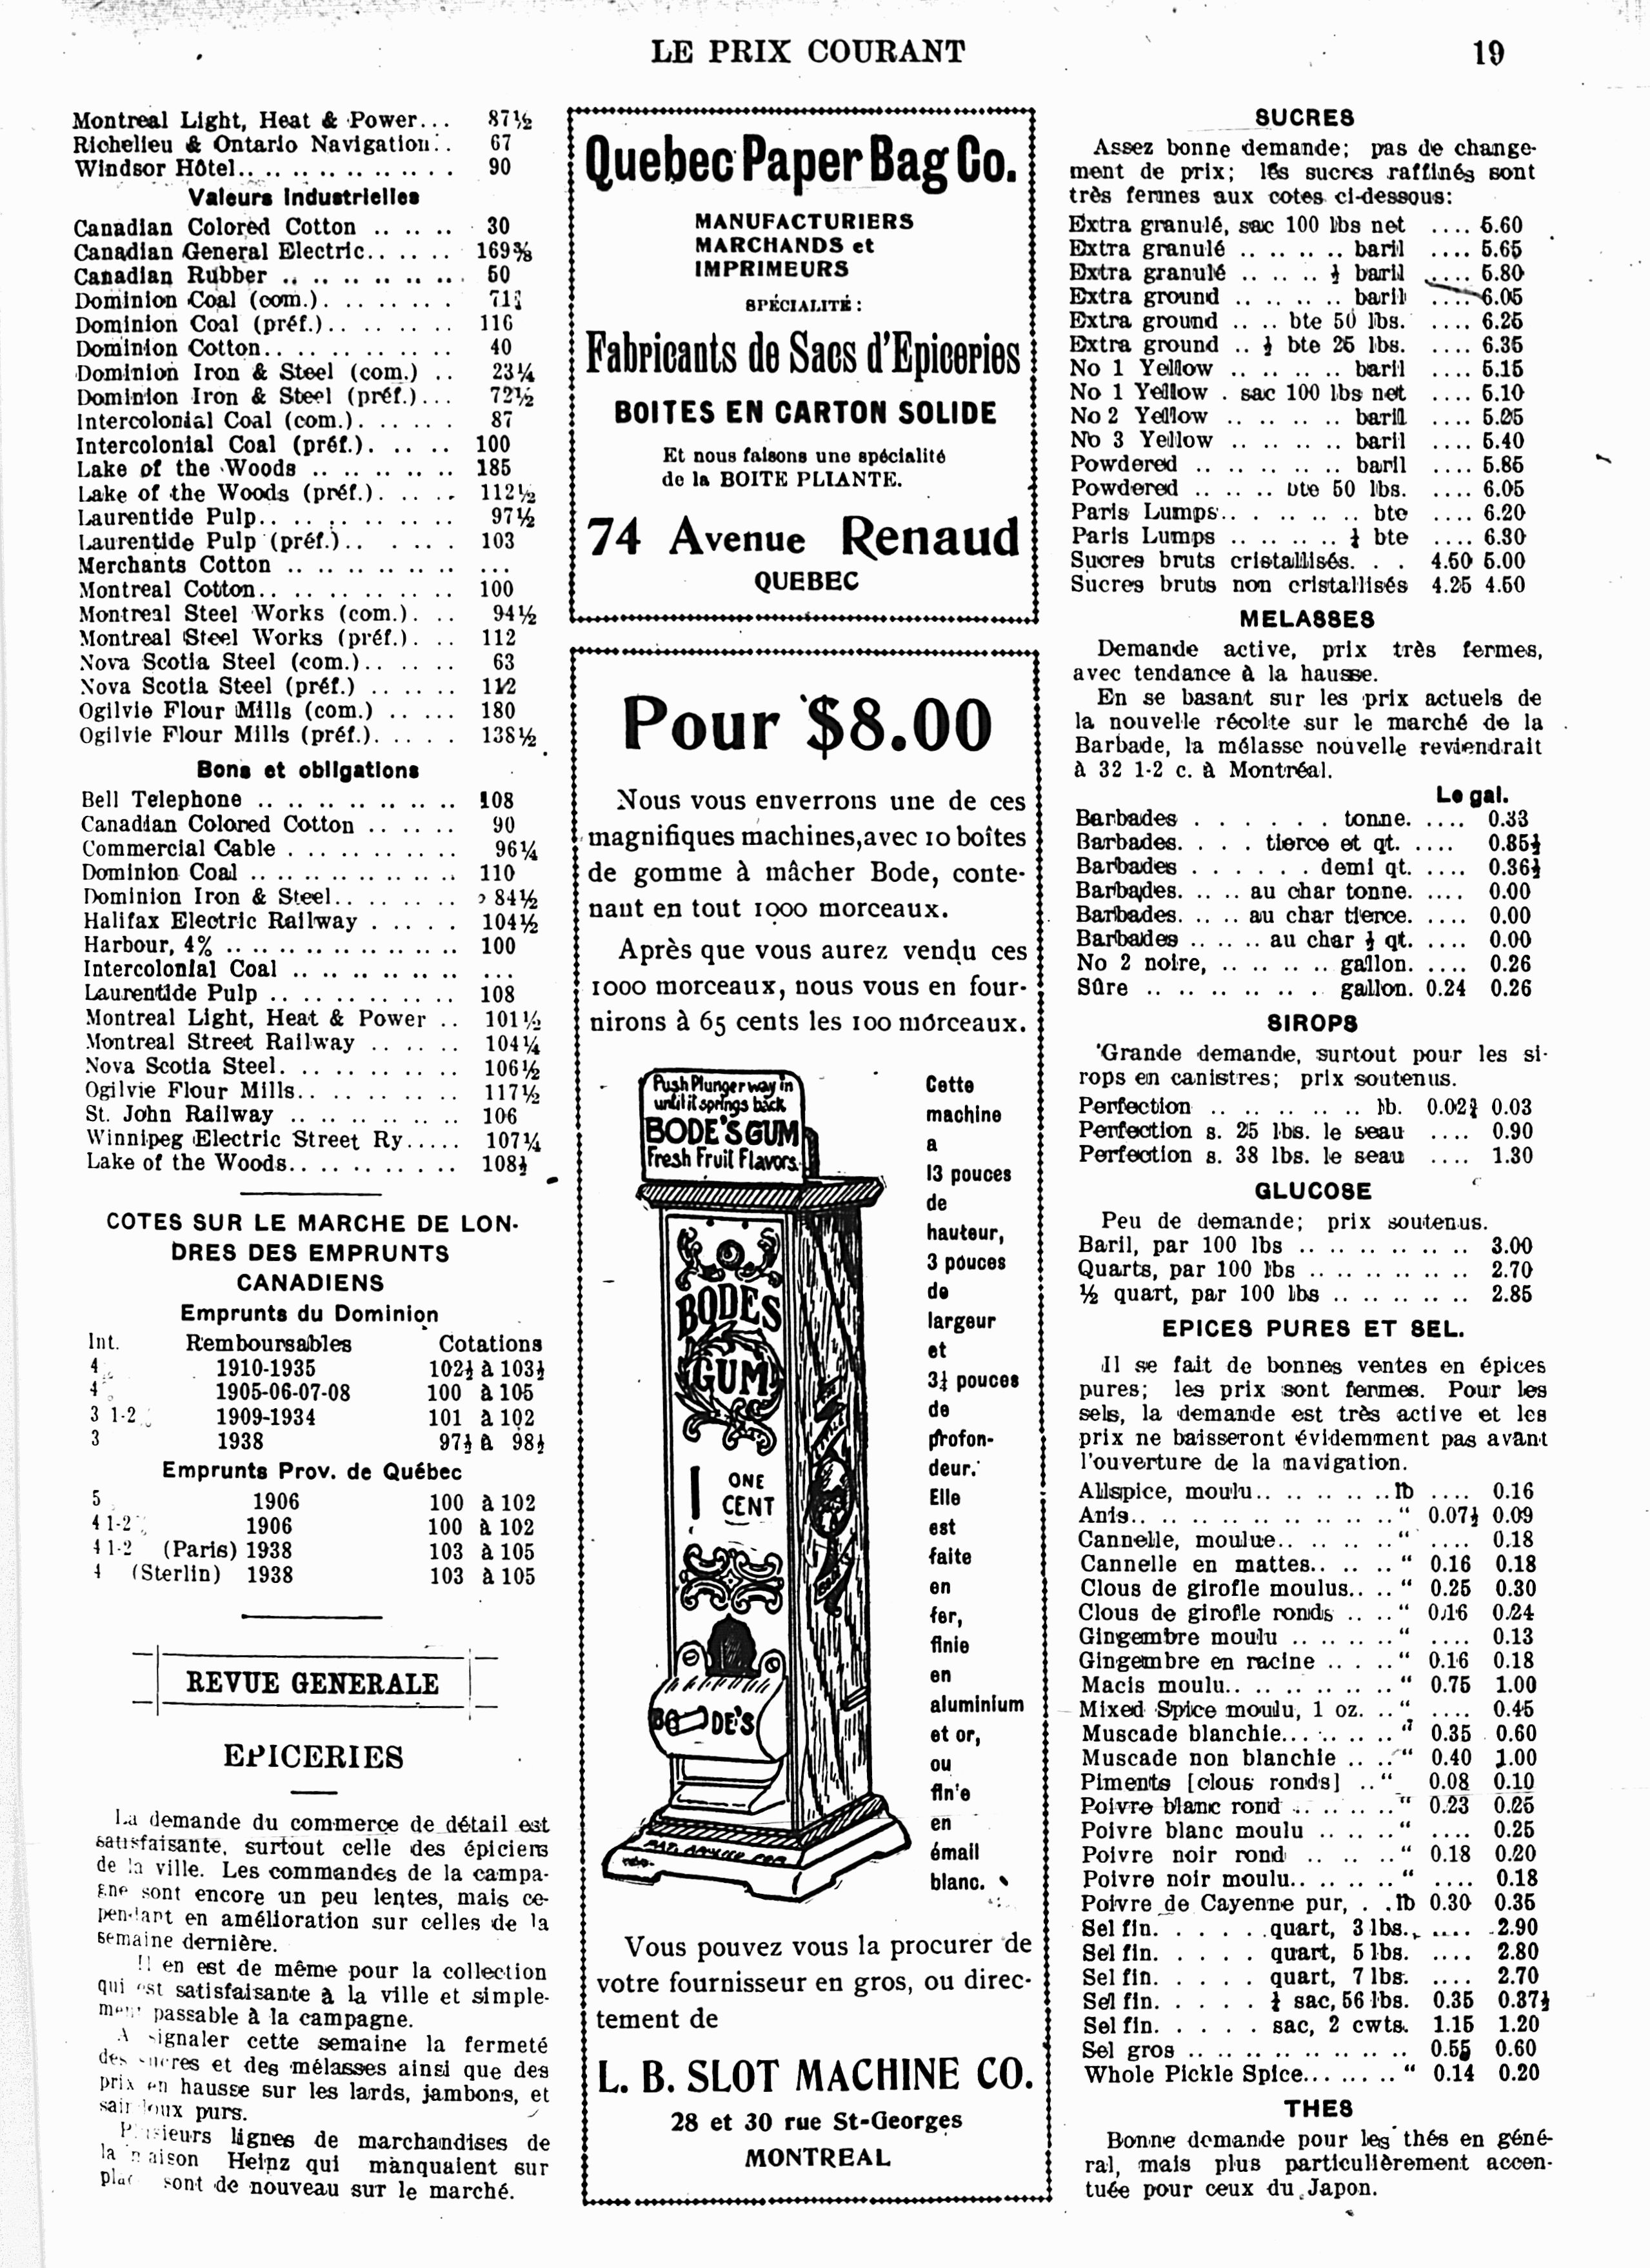 LE PRIX COURANT 19
Montreal Light, Heat & Power... 87½
Richelieu & Ontario Navigation.. 67
Windsor Hôtel.. .. .. .. .. .. . . 90
Valeurs Industrielles
Canadian Colored Cotton .. .. .. 30
Canadian General Electric.. .. .. 169⅝
Canadian Rubber .. .. .. .. .. .. . 50
Dominion Coal (com.). .. .. .. .. 71¾
Dominion Coal (préf.).. .. .. .. .. 116
Dominion Cotton.. .. .. .. .. .. .. 40
Dominion Iron & Steel (com.) .. 23¼
Dominion Iron & Steel (préf.)... 72½
Intercolonial Coal (com.). .. .. .. 87
Intercolonial Coal (préf.). .. .. .. 100
Lake of the Woods .. .. .. .. .. 185
Lake of the Woods (préf.). .. .. 112½
Laurentide Pulp.. .. .. .. .. .. .. 97½
Laurentide Pulp (préf.).. .. .. .. 103
Merchants Cotton .. .. .. .. .. .. ...
Montreal Cotton.. .. .. .. .. .. .. 100
Montreal Steel Works (com.). .. 94½
Montreal Steel Works (préf.). .. 112
Nova Scotia Steel (com.).. .. .. .. 63
Nova Scotia Steel (préf.) .. .. .. 112
Ogilvie Flour Mills (com.) .. ... 180
Ogilvie Flour Mills (préf.). .. .. 138½
Bons et obligations
Bell Telephone .. .. .. .. .. .. .. 108
Canadian Colored Cotton .. .. .. 90
Commercial Cable . .. .. .. .. .. 96¼
Dominion Coal .. .. .. .. .. .. .. 110
Dominion Iron & Steel.. .. .. .. 84½
Halifax Electric Railway . .. .. 104½
Harbour, 4% .. .. .. .. .. .. .. .. 100
Intercolonial Coal .. .. .. .. .. .. ...
Laurentide Pulp .. .. .. .. .. .. 108
Montreal Light, Heat & Power .. 101½
Montreal Street Railway .. .. .. 104¼
Nova Scotia Steel. .. .. .. .. .. 106½
Ogilvie Flour Mills.. .. .. .. .. .. 117½
St. John Railway .. .. .. .. .. .. 106
Winnipeg Electric Street Ry..... 107¼
Lake of the Woods.. .. .. .. .. .. 108½
COTES SUR LE MARCHE DE LON-
DRES DES EMPRUNTS
CANADIENS
Emprunts du Dominion
Int. Remboursables Cotations
4 1910-1935 102½ à 103½
4 1905-06-07-08 100 à 105
3 1-2 1909-1934 101 à 102
3 1938 97½ à 98½
Emprunts Prov. de Québec
5 1906 100 à 102
4 1-2 1906 100 à 102
4 1-2 (Paris) 1938 103 à 105
4 (Sterlin) 1938 103 à 105
REVUE GENERALE
EPICERIES
La demande du commerce de détail est
satisfaisante, surtout celle des épiciers
de la ville. Les commandes de la campa-
gne sont encore un peu lentes, mais ce-
pendant en amélioration sur celles de la
semaine dernière.
Il en est de même pour la collection
qui est satisfaisante à la ville et simple-
ment passable à la campagne.
A signaler cette semaine la fermeté
des sucres et des mélasses ainsi que des
prix en hausse sur les lards, jambons, et
saindoux purs.
Plusieurs lignes de marchandises de
la maison Heinz qui manquaient sur
place sont de nouveau sur le marché.
Quebec Paper Bag Co.
MANUFACTURIERS
MARCHANDS et
IMPRIMEURS
SPÉCIALITÉ :
Fabricants de Sacs d'Epiceries
BOITES EN CARTON SOLIDE
Et nous faisons une spécialité
de la BOITE PLIANTE.
74 Avenue Renaud
QUEBEC
Pour $8.00
Nous vous enverrons une de ces
magnifiques machines, avec 10 boîtes
de gomme à mâcher Bode, conte-
nant en tout 1000 morceaux.
Après que vous aurez vendu ces
1000 morceaux, nous vous en four-
nirons à 65 cents les 100 morceaux.
Push Plunger way in
until it springs back
BODE'S GUM
Fresh Fruit Flavors.
BODES
GUM
ONE
CENT
BODE'S
PAT. APPLIED FOR
Cette
machine
a
13 pouces
de
hauteur,
3 pouces
de
largeur
et
3½ pouces
de
profon-
deur.
Elle
est
faite
en
fer,
finie
en
aluminium
et or,
ou
fin'e
en
émail
blanc.
Vous pouvez vous la procurer de
votre fournisseur en gros, ou direc-
tement de
L. B. SLOT MACHINE CO.
28 et 30 rue St-Georges
MONTREAL
SUCRES
Assez bonne demande; pas de change-
ment de prix; les sucres raffinés sont
très fermes aux cotes ci-dessous:
Extra granulé, sac 100 lbs net .... 5.60
Extra granulé .. .. .. .. baril .... 5.65
Extra granulé .. .. .. ½ baril .... 5.80
Extra ground .. .. .. .. baril .... 6.05
Extra ground .. .. bte 50 lbs. .... 6.25
Extra ground .. ½ bte 25 lbs. .... 6.35
No 1 Yellow .. .. .. .. baril .... 5.15
No 1 Yellow . sac 100 lbs net .... 5.10
No 2 Yellow .. .. .. .. baril .... 5.25
No 3 Yellow .. .. .. .. baril .... 5.40
Powdered .. .. .. .. .. baril .... 5.85
Powdered .. .. .. bte 50 lbs. .... 6.05
Paris Lumps.. .. .. .. .. bte .... 6.20
Paris Lumps .. .. .. .. ½ bte .... 6.30
Sucres bruts cristallisés. . . 4.50 5.00
Sucres bruts non cristallisés 4.25 4.50
MELASSES
Demande active, prix très fermes,
avec tendance à la hausse.
En se basant sur les prix actuels de
la nouvelle récolte sur le marché de la
Barbade, la mélasse nouvelle reviendrait
à 32 1-2 c. à Montréal.
Le gal.
Barbades . . . . . . tonne. .... 0.33
Barbades. . . . tierce et qt. .... 0.85½
Barbades . . . . . . demi qt. .... 0.36½
Barbades. .. .. au char tonne. .... 0.00
Barbades. .. .. au char tierce. .... 0.00
Barbades .. .. .. au char ½ qt. .... 0.00
No 2 noire, .. .. .. .. gallon. .... 0.26
Sûre .. .. .. .. .. . gallon. 0.24 0.26
SIROPS
Grande demande, surtout pour les si-
rops en canistres; prix soutenus.
Perfection .. .. .. .. .. lb. 0.02¾ 0.03
Perfection s. 25 lbs. le seau .... 0.90
Perfection s. 38 lbs. le seau .... 1.30
GLUCOSE
Peu de demande; prix soutenus.
Baril, par 100 lbs .. .. .. .. .. .. 3.00
Quarts, par 100 lbs .. .. .. .. .. 2.70
½ quart, par 100 lbs .. .. .. .. .. 2.85
EPICES PURES ET SEL.
Il se fait de bonnes ventes en épices
pures; les prix sont fermes. Pour les
sels, la demande est très active et les
prix ne baisseront évidemment pas avant
l'ouverture de la navigation.
Allspice, moulu.. .. .. .. .. lb .... 0.16
Anis.. .. .. .. .. .. .. .. .. " 0.07½ 0.09
Cannelle, moulue.. .. .. .. .. " .... 0.18
Cannelle en mattes.. .. .. .. " 0.16 0.18
Clous de girofle moulus.. .. " 0.25 0.30
Clous de girofle ronds .. .. " 0.16 0.24
Gingembre moulu .. .. .. .. " .... 0.13
Gingembre en racine .. .. .. " 0.16 0.18
Macis moulu.. .. .. .. .. .. " 0.75 1.00
Mixed Spice moulu, 1 oz. .. " .... 0.45
Muscade blanchie.. .. .. .. " 0.35 0.60
Muscade non blanchie .. .. " 0.40 1.00
Piments [clous ronds] .. " 0.08 0.10
Poivre blanc rond .. .. .. .. " 0.23 0.25
Poivre blanc moulu .. .. .. " .... 0.25
Poivre noir rond .. .. .. .. " 0.18 0.20
Poivre noir moulu.. .. .. .. " .... 0.18
Poivre de Cayenne pur, . . lb 0.30 0.35
Sel fin. . . . . . quart, 3 lbs. .... 2.90
Sel fin. . . . . quart, 5 lbs. .... 2.80
Sel fin. . . . . quart, 7 lbs. .... 2.70
Sel fin. . . . . ¼ sac, 56 lbs. 0.35 0.37½
Sel fin. . . . . . sac, 2 cwts. 1.15 1.20
Sel gros .. .. .. .. .. .. .. .. 0.55 0.60
Whole Pickle Spice... .. .. " 0.14 0.20
THES
Bonne demande pour les thés en géné-
ral, mais plus particulièrement accen-
tuée pour ceux du Japon.